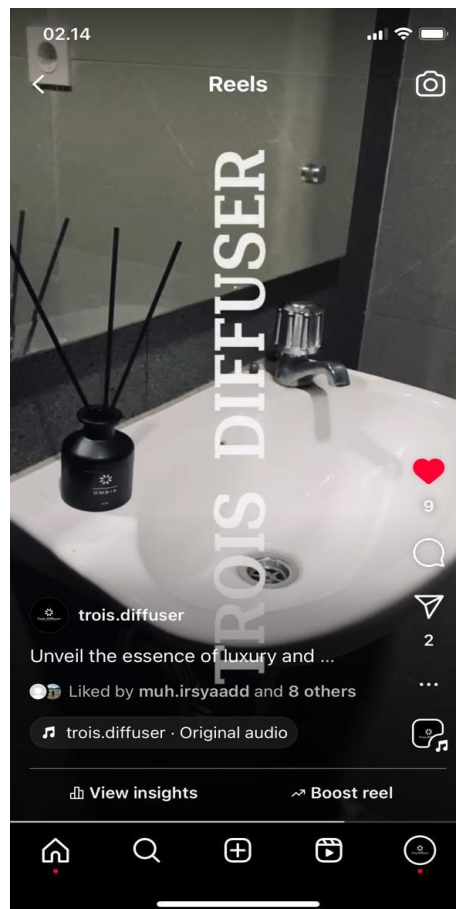 02.14
Reels
TROIS DIFFUSER
9
2
trois.diffuser
Unveil the essence of luxury and ...
Liked by muh.irsyaadd and 8 others
trois.diffuser · Original audio
View insights
Boost reel